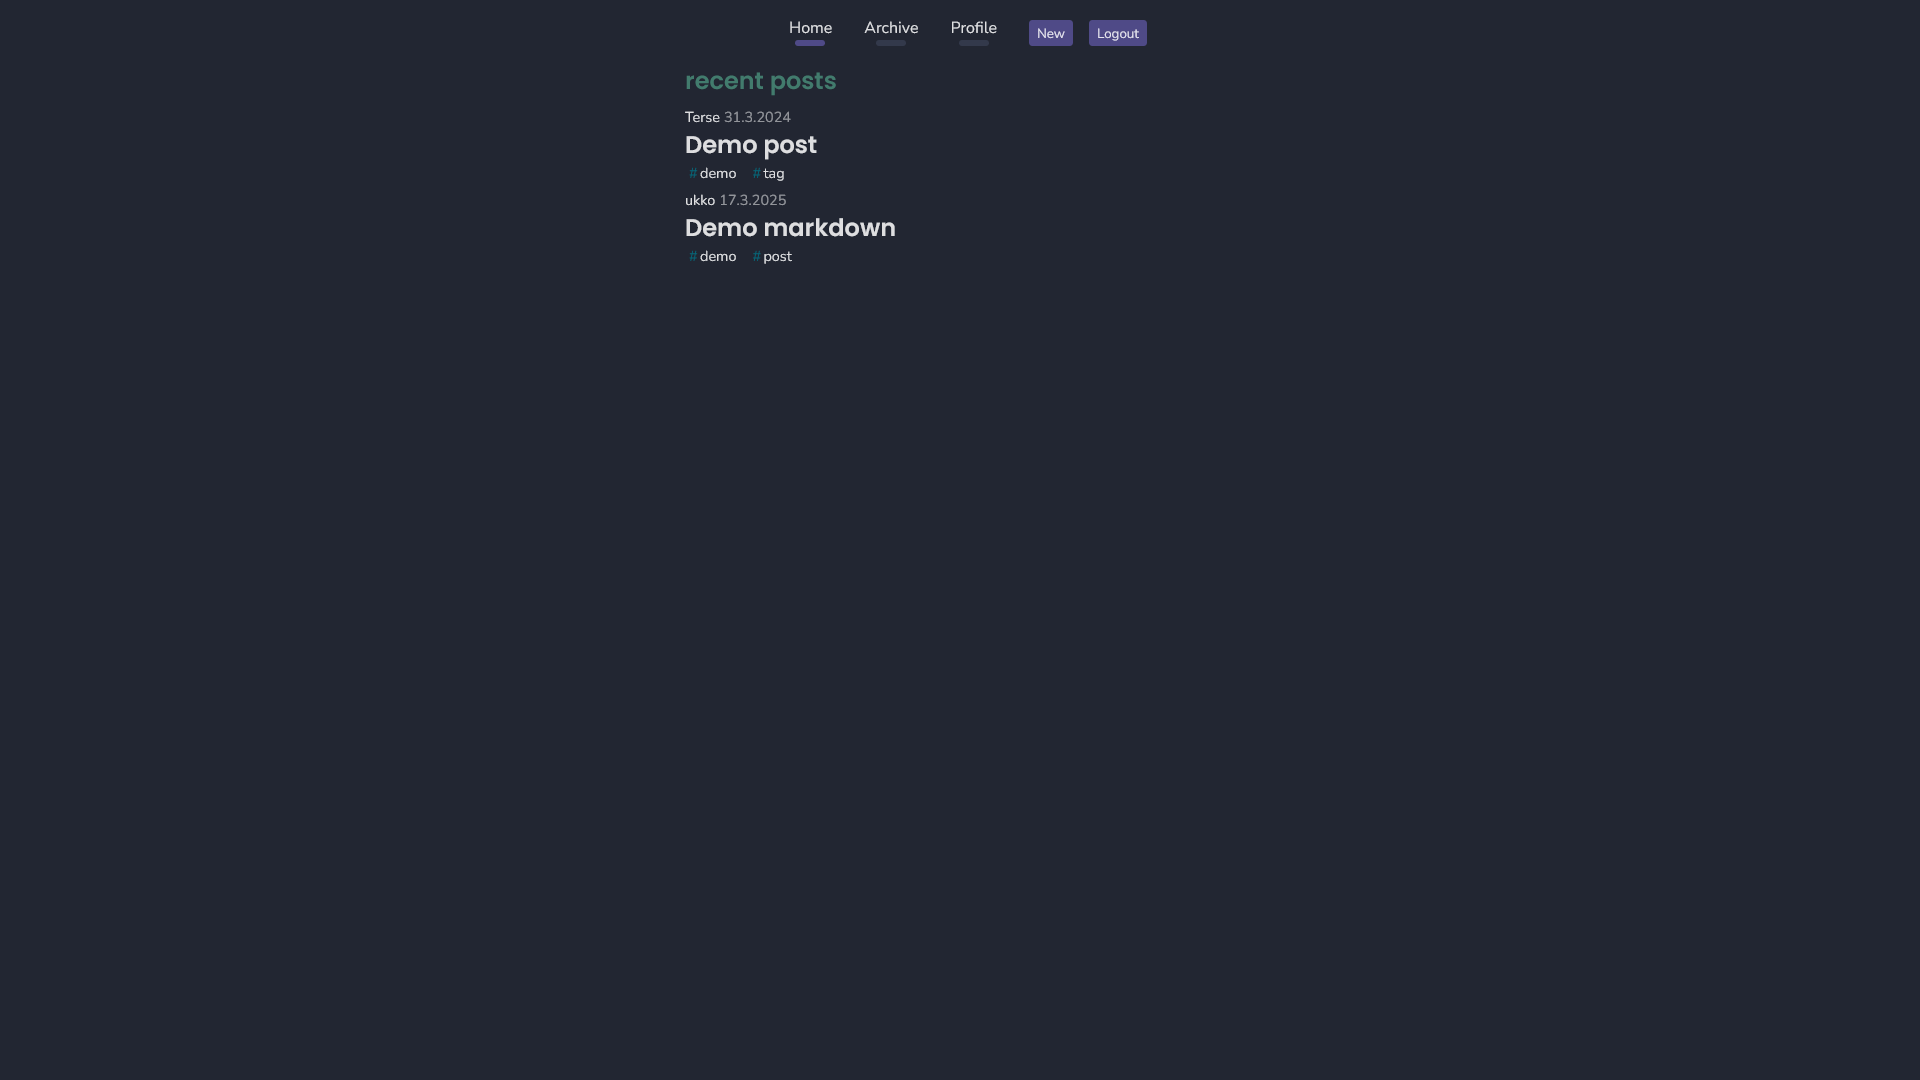 Home Archive Profile New Logout
recent posts
Terse 31.3.2024
Demo post
#demo #tag
ukko 17.3.2025
Demo markdown
#demo #post